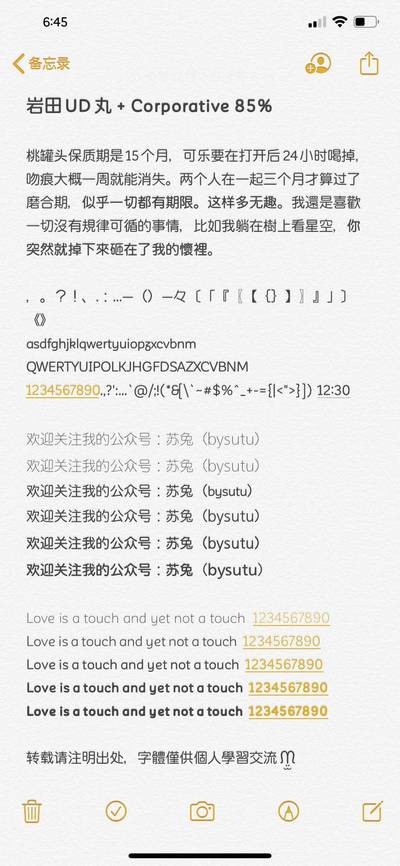 6:45
备忘录
岩田UD 丸 + Corporative 85%
桃罐头保质期是15个月，可乐要在打开后24小时喝掉，
吻痕大概一周就能消失。两个人在一起三个月才算过了
磨合期，似乎一切都有期限。这样多无趣。我還是喜歡
一切沒有規律可循的事情，比如我躺在樹上看星空，你
突然就掉下來砸在了我的懷裡。
，。？！、．：…—（）—々〔「『〖【｛｝】〗』」〕
《》
asdfghjklqwertyuiopzxcvbnm
QWERTYUIPOLKJHGFDSAZXCVBNM
1234567890.,?':…`@/;!(*&[\`~#$%^_+-={|<">}]) 12:30
欢迎关注我的公众号：苏兔（bysutu）
欢迎关注我的公众号：苏兔（bysutu）
欢迎关注我的公众号：苏兔（bysutu）
欢迎关注我的公众号：苏兔（bysutu）
欢迎关注我的公众号：苏兔（bysutu）
欢迎关注我的公众号：苏兔（bysutu）
Love is a touch and yet not a touch 1234567890
Love is a touch and yet not a touch 1234567890
Love is a touch and yet not a touch 1234567890
Love is a touch and yet not a touch 1234567890
Love is a touch and yet not a touch 1234567890
转载请注明出处，字體僅供個人學習交流